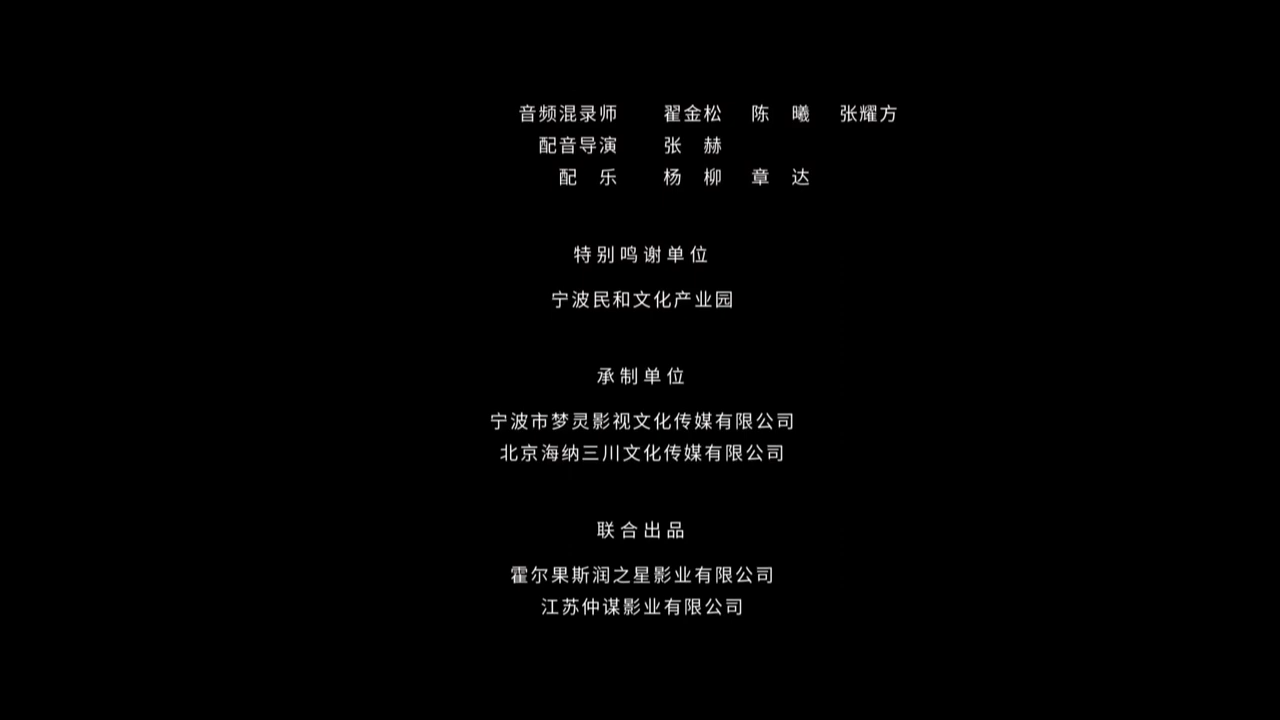 音频混录师 翟金松 陈 曦 张耀方
配音导演 张 赫
配 乐 杨 柳 章 达
特别鸣谢单位
宁波民和文化产业园
承制单位
宁波市梦灵影视文化传媒有限公司
北京海纳三川文化传媒有限公司
联合出品
霍尔果斯润之星影业有限公司
江苏仲谋影业有限公司